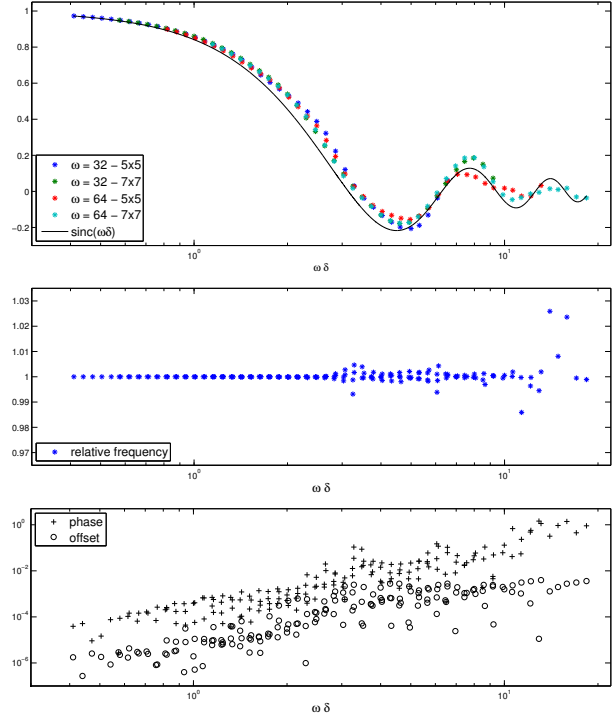 1
0.8
0.6
0.4
0.2
0
−0.2
ω = 32 − 5x5
ω = 32 − 7x7
ω = 64 − 5x5
ω = 64 − 7x7
sinc(ωδ)
10^0
10^1
ω δ
1.03
1.02
1.01
1.00
0.99
0.98
0.97
relative frequency
10^0
10^1
ω δ
phase
offset
10^0
10^−2
10^−4
10^−6
10^0
10^1
ω δ